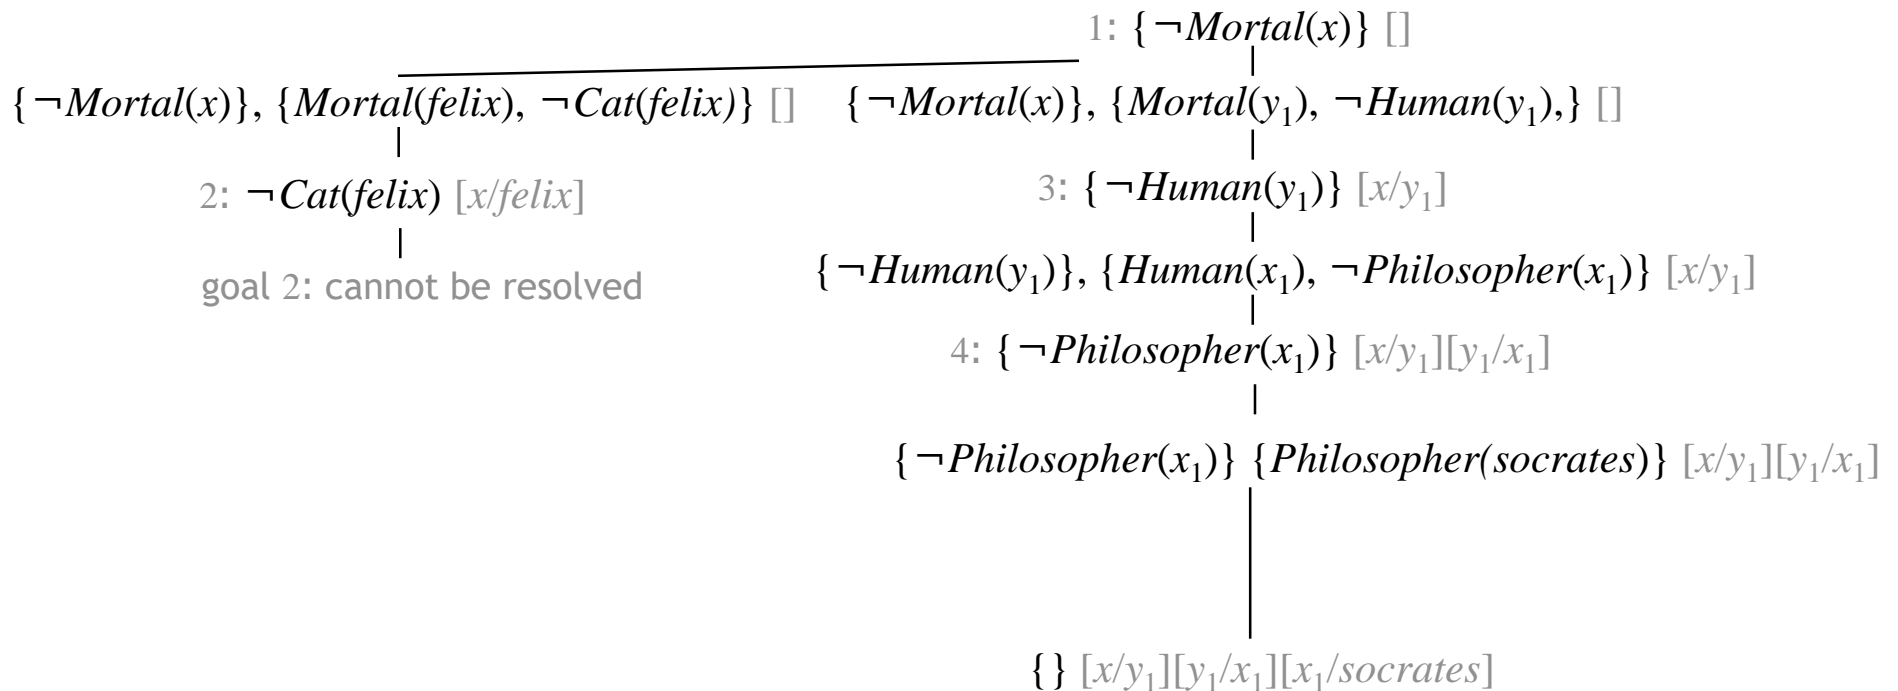 1: {¬Mortal(x)} []
{¬Mortal(x)}, {Mortal(felix), ¬Cat(felix)} []
{¬Mortal(x)}, {Mortal(y₁), ¬Human(y₁),} []
2: ¬Cat(felix) [x/felix]
3: {¬Human(y₁)} [x/y₁]
goal 2: cannot be resolved
{¬Human(y₁)}, {Human(x₁), ¬Philosopher(x₁)} [x/y₁]
4: {¬Philosopher(x₁)} [x/y₁][y₁/x₁]
{¬Philosopher(x₁)} {Philosopher(socrates)} [x/y₁][y₁/x₁]
{} [x/y₁][y₁/x₁][x₁/socrates]